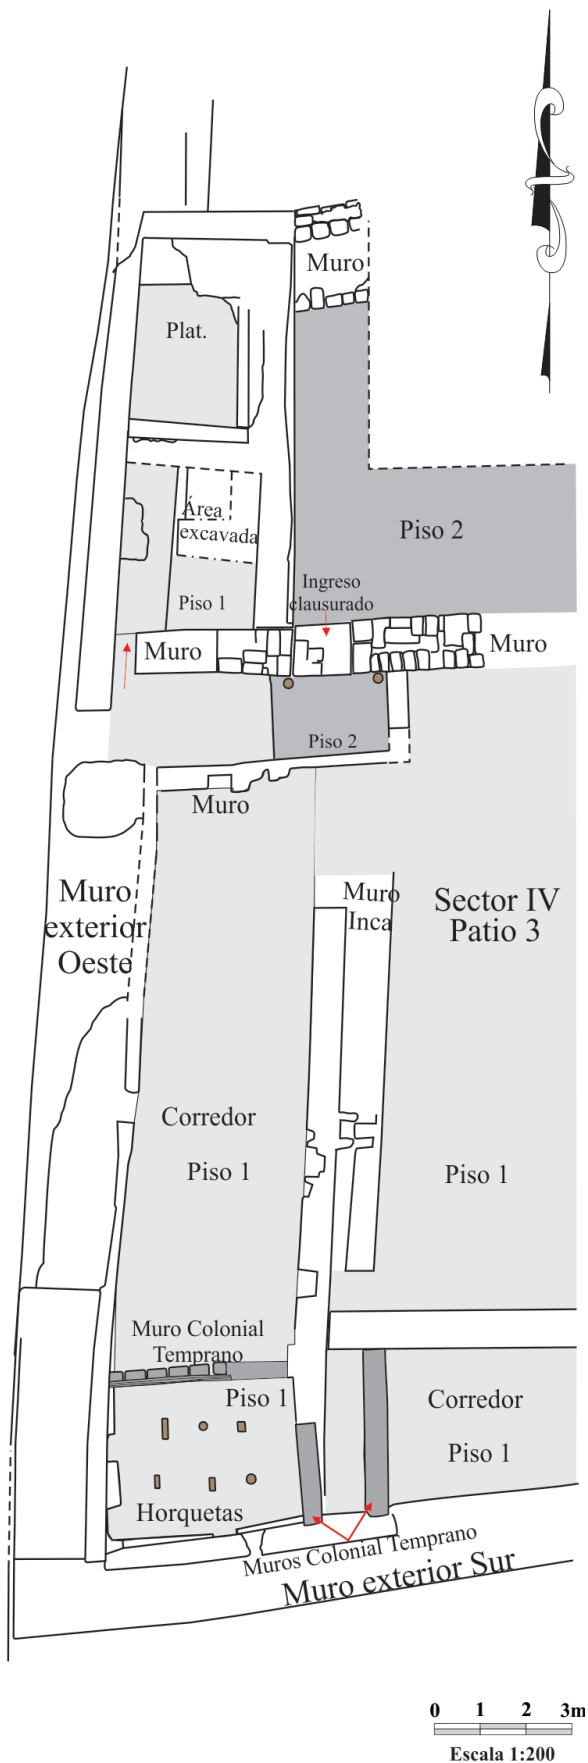 Muro
Plat.
Área
excavada
Piso 2
Ingreso
clausurado
Piso 1
Muro
Muro
Piso 2
Muro
Muro
exterior
Oeste
Muro
Inca
Sector IV
Patio 3
Corredor
Piso 1
Piso 1
Muro Colonial
Temprano
Piso 1
Corredor
Piso 1
Horquetas
Muros Colonial Temprano
Muro exterior Sur
0 1 2 3m
Escala 1:200